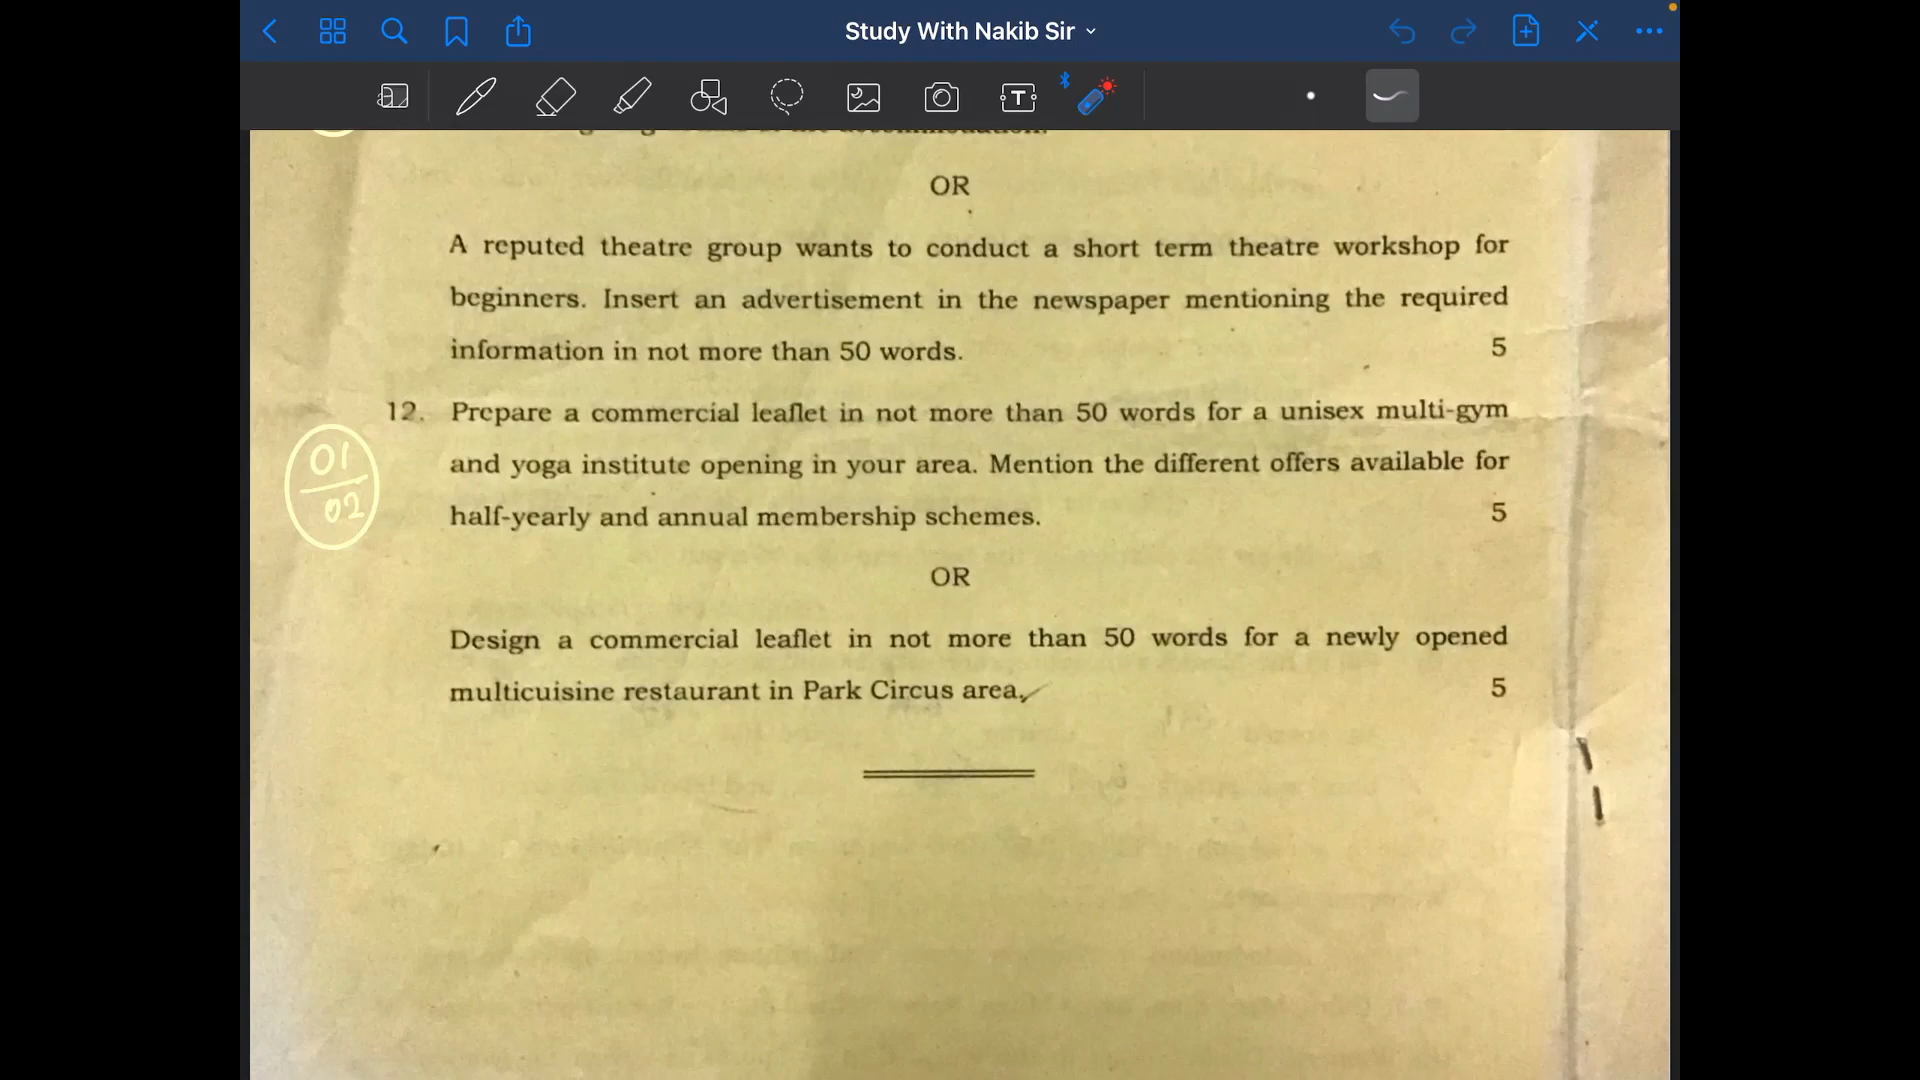 Study With Nakib Sir
accommodation.
OR
A reputed theatre group wants to conduct a short term theatre workshop for
beginners. Insert an advertisement in the newspaper mentioning the required
information in not more than 50 words. 5
12. Prepare a commercial leaflet in not more than 50 words for a unisex multi-gym
01
02
and yoga institute opening in your area. Mention the different offers available for
half-yearly and annual membership schemes. 5
OR
Design a commercial leaflet in not more than 50 words for a newly opened
multicuisine restaurant in Park Circus area. 5